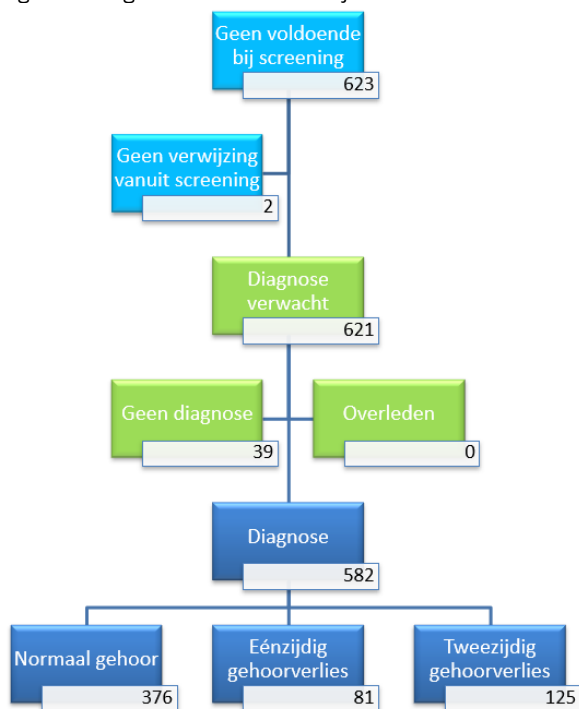 Geen voldoende
bij screening
623
Geen verwijzing
vanuit screening
2
Diagnose
verwacht
621
Geen diagnose
39
Overleden
0
Diagnose
582
Normaal gehoor
376
Eénzijdig
gehoorverlies
81
Tweezijdig
gehoorverlies
125